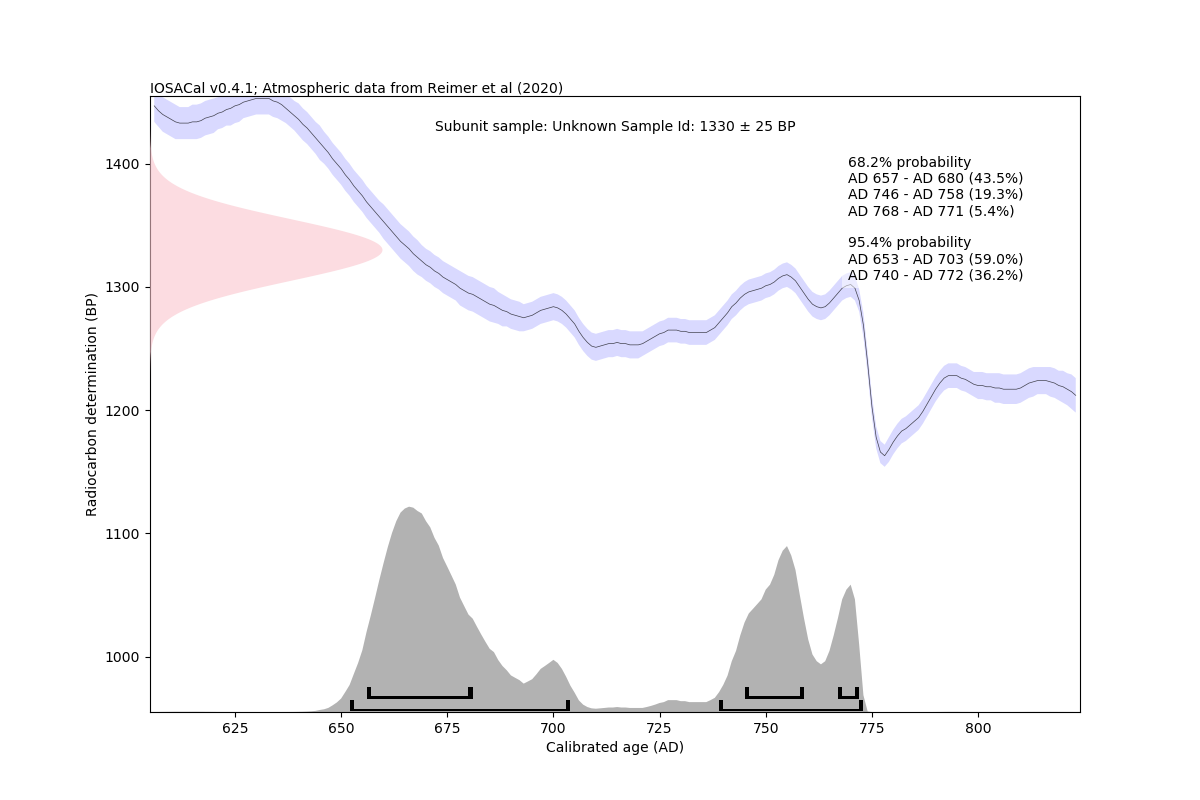 IOSACal v0.4.1; Atmospheric data from Reimer et al (2020)
Subunit sample: Unknown Sample Id: 1330 ± 25 BP
68.2% probability
AD 657 - AD 680 (43.5%)
AD 746 - AD 758 (19.3%)
AD 768 - AD 771 (5.4%)
95.4% probability
AD 653 - AD 703 (59.0%)
AD 740 - AD 772 (36.2%)
Radiocarbon determination (BP)
1400
1300
1200
1100
1000
625 650 675 700 725 750 775 800
Calibrated age (AD)